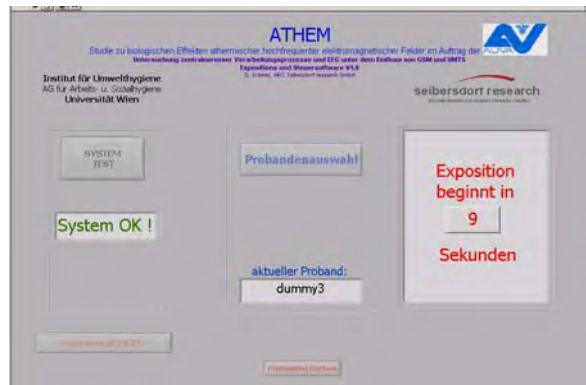 ATHEM
Studie zu biologischen Effekten athermischer hochfrequenter elektromagnetischer Felder im Auftrag der AUVA
Untersuchung zentralnervöser Verarbeitungsprozesse und EEG unter dem Einfluss von GSM und UMTS
Expositions und Steuersoftware V1.0
Institut für Umwelthygiene
AG für Arbeits- u. Sozialhygiene
Universität Wien
seibersdorf research
SYSTEM
TEST
Probandenauswahl
Exposition
beginnt in
9
Sekunden
System OK !
aktueller Proband:
dummy3